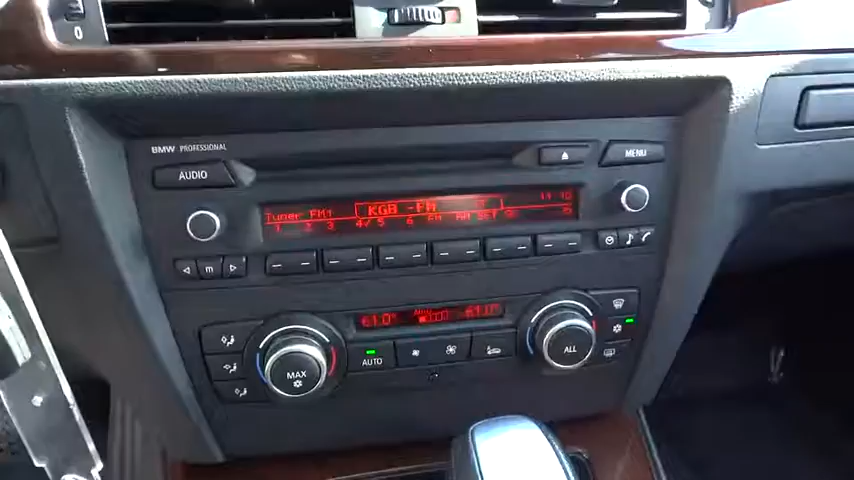 BMW PROFESSIONAL
AUDIO
MENU
Tuner FM1
KGB -FM
1 2 3 4/5 6 FM AM SET
m
61.0° 61.0°
AUTO
MAX
ALL